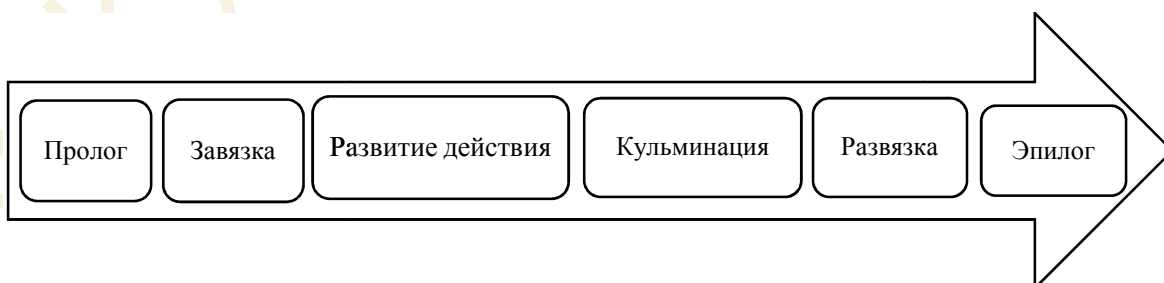 Пролог
Завязка
Развитие действия
Кульминация
Развязка
Эпилог